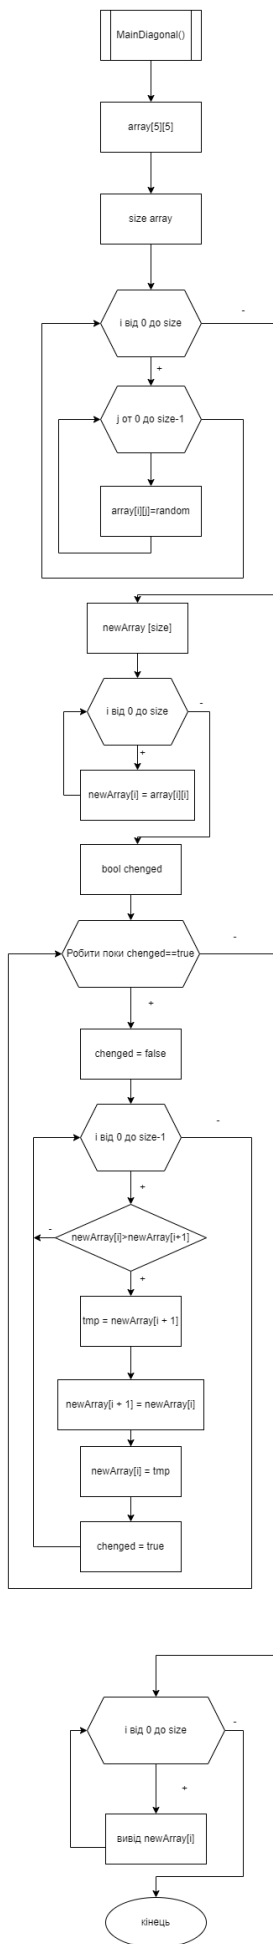 MainDiagonal()
array[5][5]
size array
i від 0 до size
-
+
j от 0 до size-1
array[i][j]=random
newArray [size]
i від 0 до size
-
+
newArray[i] = array[i][i]
bool chenged
Робити поки chenged==true
-
+
chenged = false
i від 0 до size-1
-
+
newArray[i]>newArray[i+1]
-
+
tmp = newArray[i + 1]
newArray[i + 1] = newArray[i]
newArray[i] = tmp
chenged = true
i від 0 до size
-
+
вивід newArray[i]
кінець